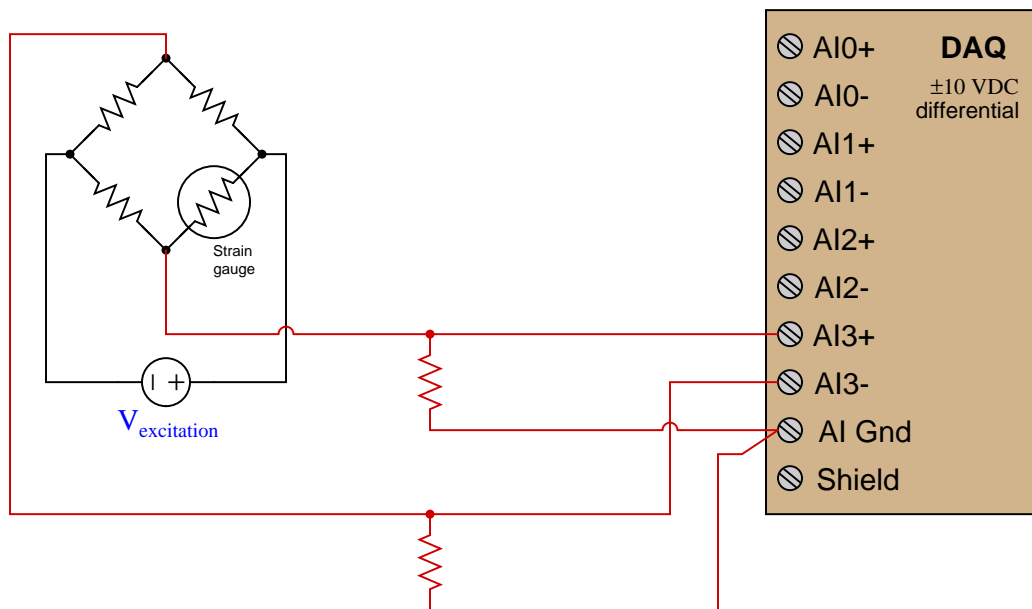 AI0+ DAQ
AI0- ±10 VDC
differential
AI1+
AI1-
AI2+
AI2-
AI3+
AI3-
AI Gnd
Shield
Strain
gauge
- +
Vexcitation